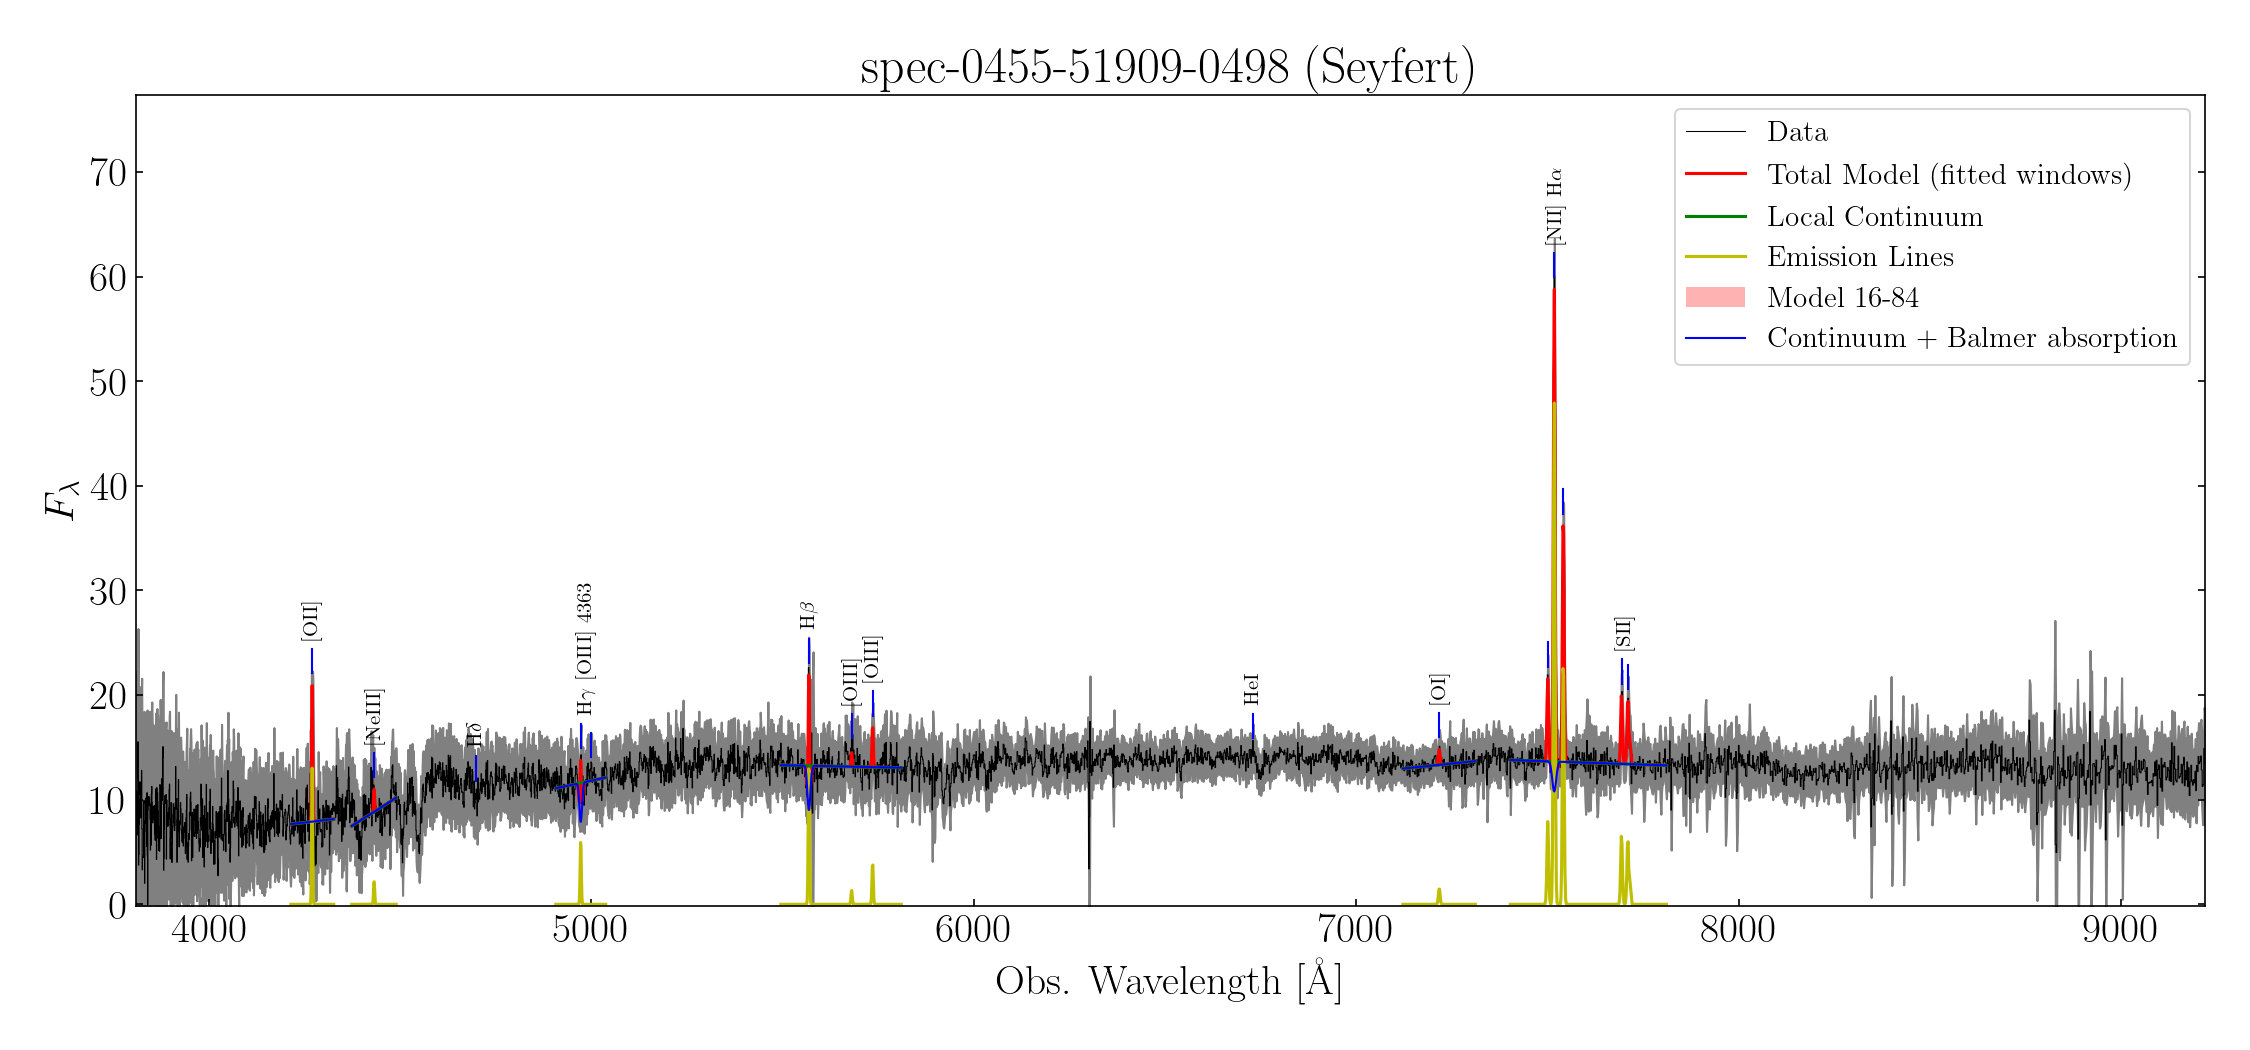 spec-0455-51909-0498 (Seyfert)
Data
Total Model (fitted windows)
Local Continuum
Emission Lines
Model 16-84
Continuum + Balmer absorption
[OII]
[NeIII]
Hδ
Hγ [OIII] 4363
Hβ
[OIII]
[OIII]
HeI
[OI]
[NII] Hα
[SII]
F_λ
70
60
50
40
30
20
10
0
4000 5000 6000 7000 8000 9000
Obs. Wavelength [Å]